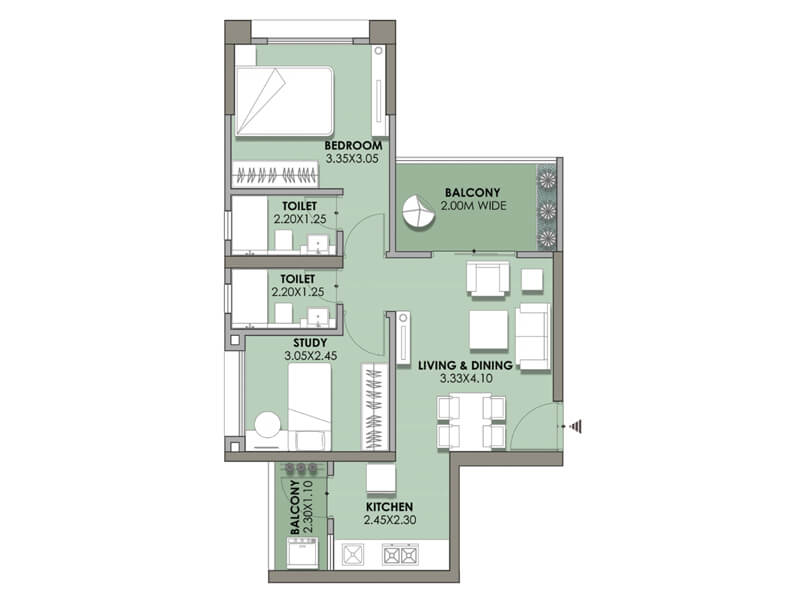 BEDROOM
3.35X3.05
TOILET
2.20X1.25
BALCONY
2.00M WIDE
TOILET
2.20X1.25
STUDY
3.05X2.45
LIVING & DINING
3.33X4.10
BALCONY
2.30X1.10
KITCHEN
2.45X2.30